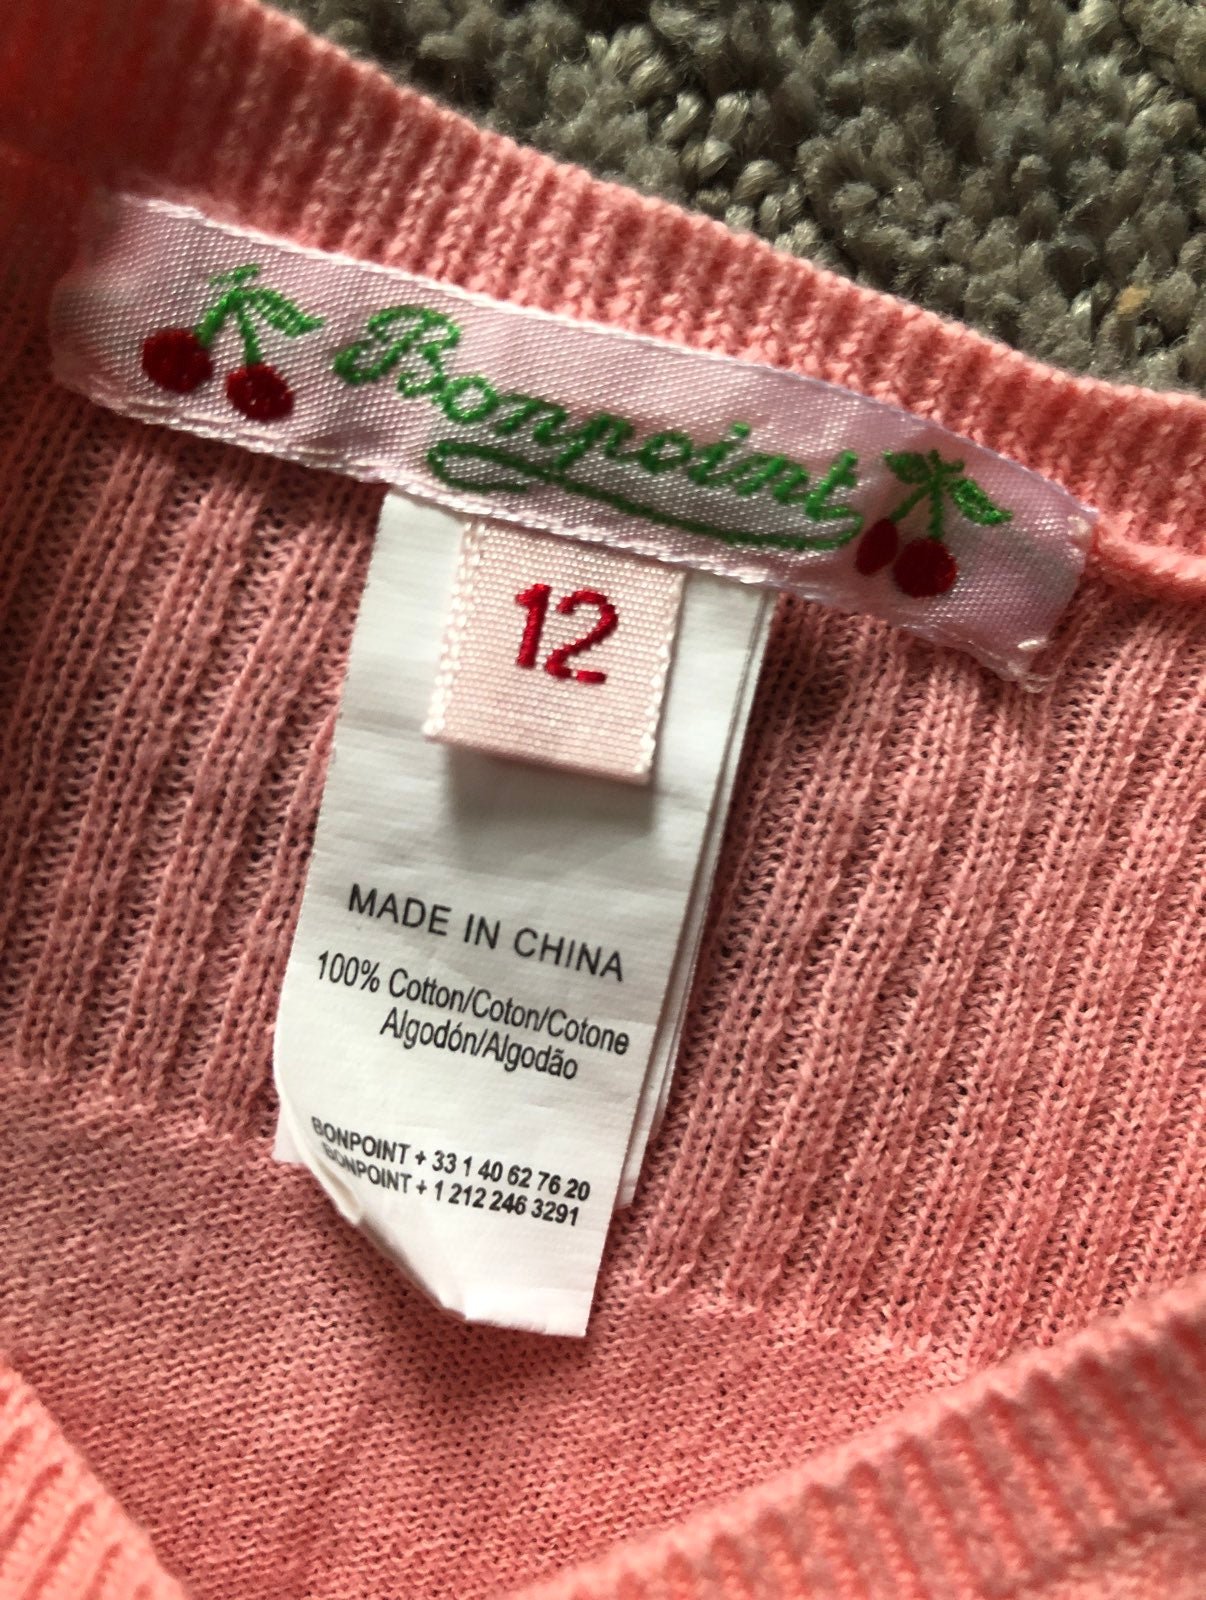 Bonpoint
12
MADE IN CHINA
100% Cotton/Coton/Cotone
Algodón/Algodão
BONPOINT + 33 1 40 62 76 20
BONPOINT + 1 212 246 3291